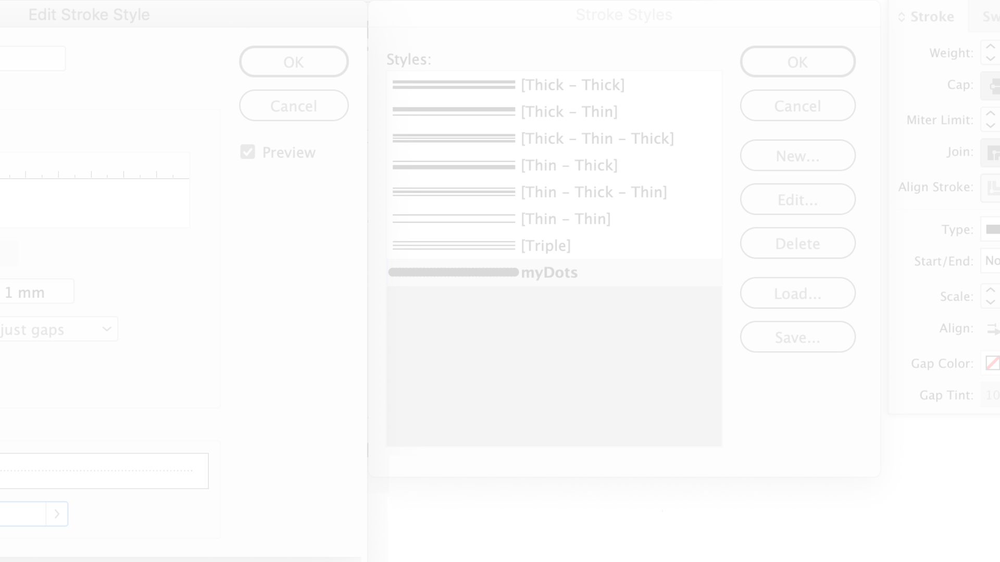 Edit Stroke Style
OK
Cancel
Preview
1 mm
just gaps
Stroke Styles
Styles:
[Thick – Thick]
[Thick – Thin]
[Thick – Thin – Thick]
[Thin – Thick]
[Thin – Thick – Thin]
[Thin – Thin]
[Triple]
myDots
OK
Cancel
New...
Edit...
Delete
Load...
Save...
Stroke
Sw
Weight:
Cap:
Miter Limit:
Join:
Align Stroke:
Type:
Start/End:
No
Scale:
Align:
Gap Color:
Gap Tint:
10